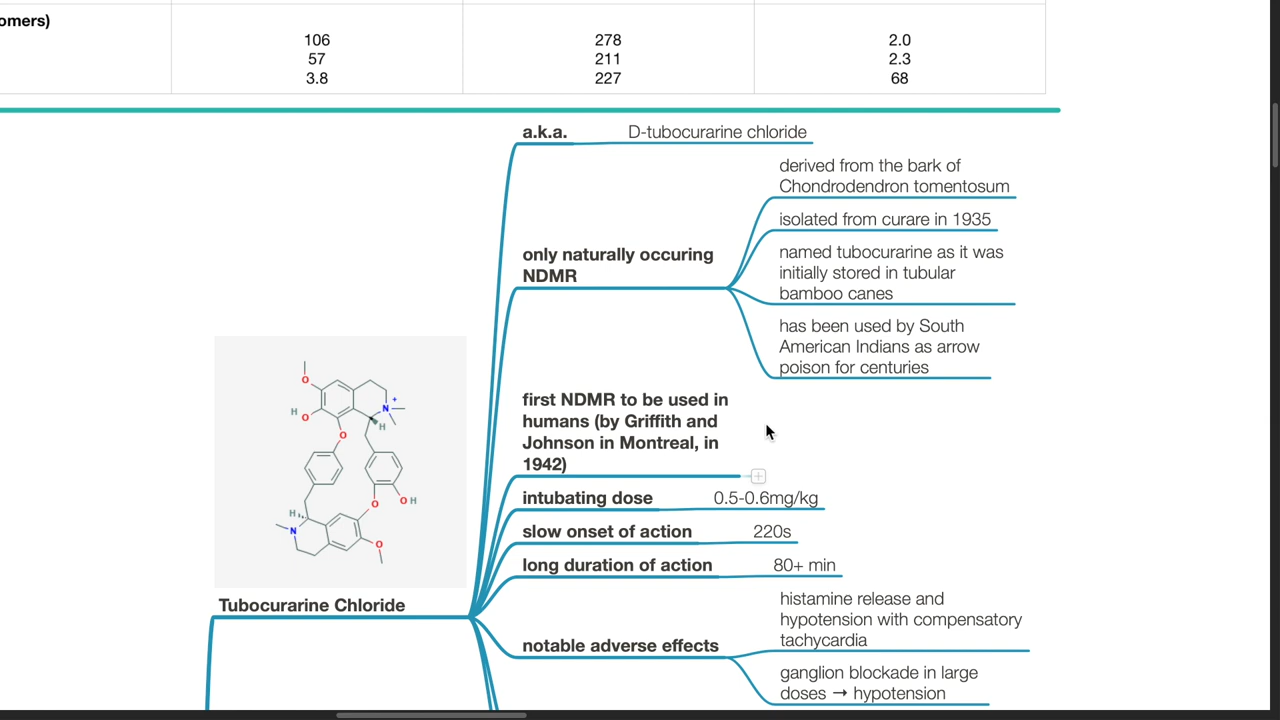 omers)
106 278 2.0
57 211 2.3
3.8 227 68
a.k.a. D-tubocurarine chloride
only naturally occuring
NDMR
derived from the bark of
Chondrodendron tomentosum
isolated from curare in 1935
named tubocurarine as it was
initially stored in tubular
bamboo canes
has been used by South
American Indians as arrow
poison for centuries
first NDMR to be used in
humans (by Griffith and
Johnson in Montreal, in
1942)
intubating dose 0.5-0.6mg/kg
slow onset of action 220s
long duration of action 80+ min
notable adverse effects
histamine release and
hypotension with compensatory
tachycardia
ganglion blockade in large
doses → hypotension
O
H O
N +
H
O
O
O H
H
N
O
Tubocurarine Chloride